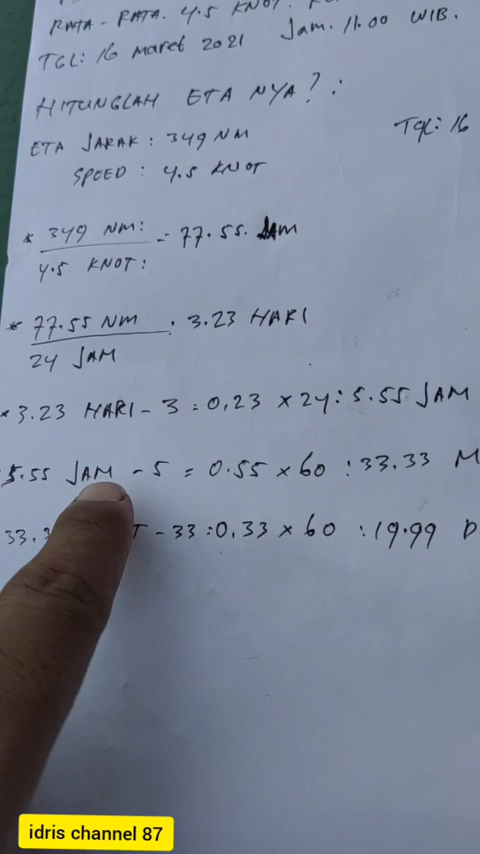 RATA-RATA. 4.5 KNOT.
TGL: 16 Maret 2021 Jam. 11.00 WIB.
HITUNGLAH ETA NYA? :
ETA JARAK : 349 NM
TGL: 16
SPEED : 4.5 KNOT
* 349 NM: = 77.55. JAM
4.5 KNOT:
* 77.55 NM . 3.23 HARI
24 JAM
* 3.23 HARI - 3 = 0,23 x 24 : 5.55 JAM
5.55 JAM - 5 = 0.55 x 60 : 33.33 M
33.3 T - 33 : 0,33 x 60 : 19.99 D
idris channel 87